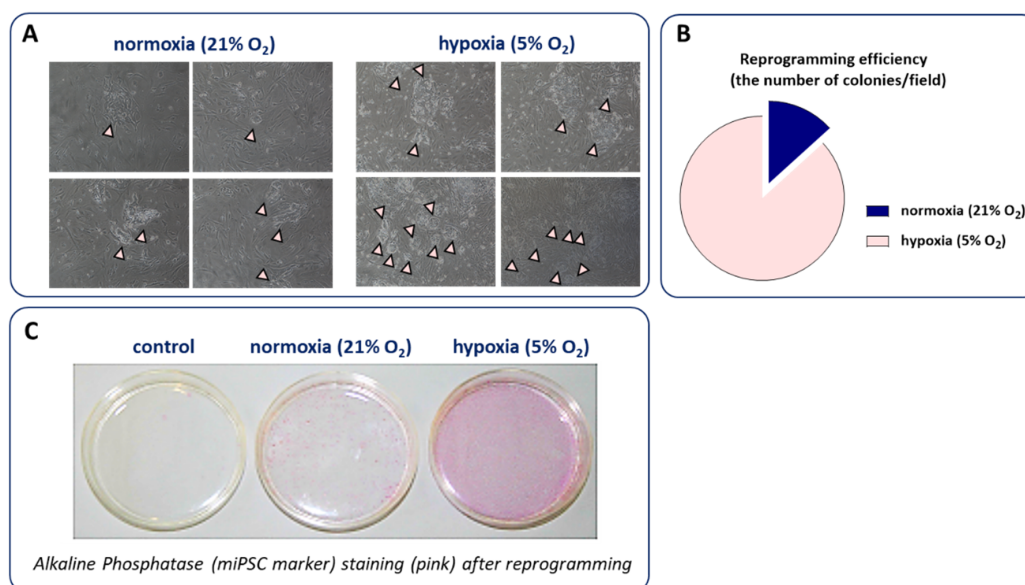 A
normoxia (21% O₂)
hypoxia (5% O₂)
B
Reprogramming efficiency
(the number of colonies/field)
normoxia (21% O₂)
hypoxia (5% O₂)
C
control
normoxia (21% O₂)
hypoxia (5% O₂)
Alkaline Phosphatase (miPSC marker) staining (pink) after reprogramming